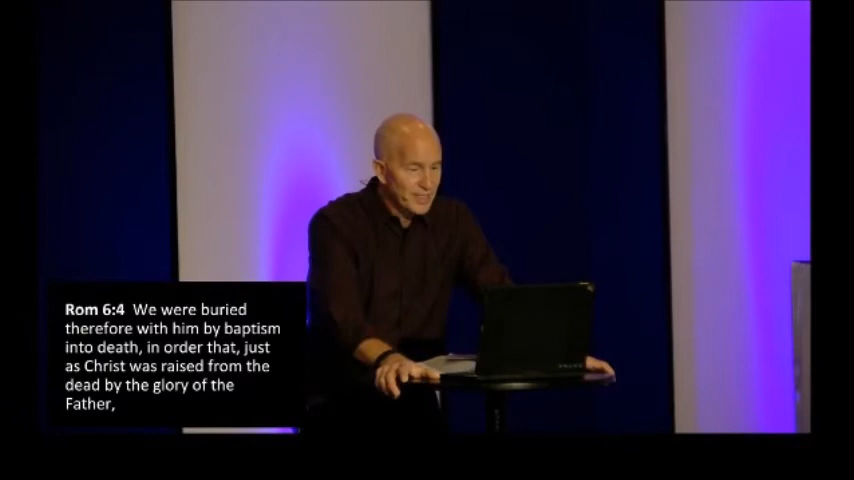 Rom 6:4 We were buried
therefore with him by baptism
into death, in order that, just
as Christ was raised from the
dead by the glory of the
Father,